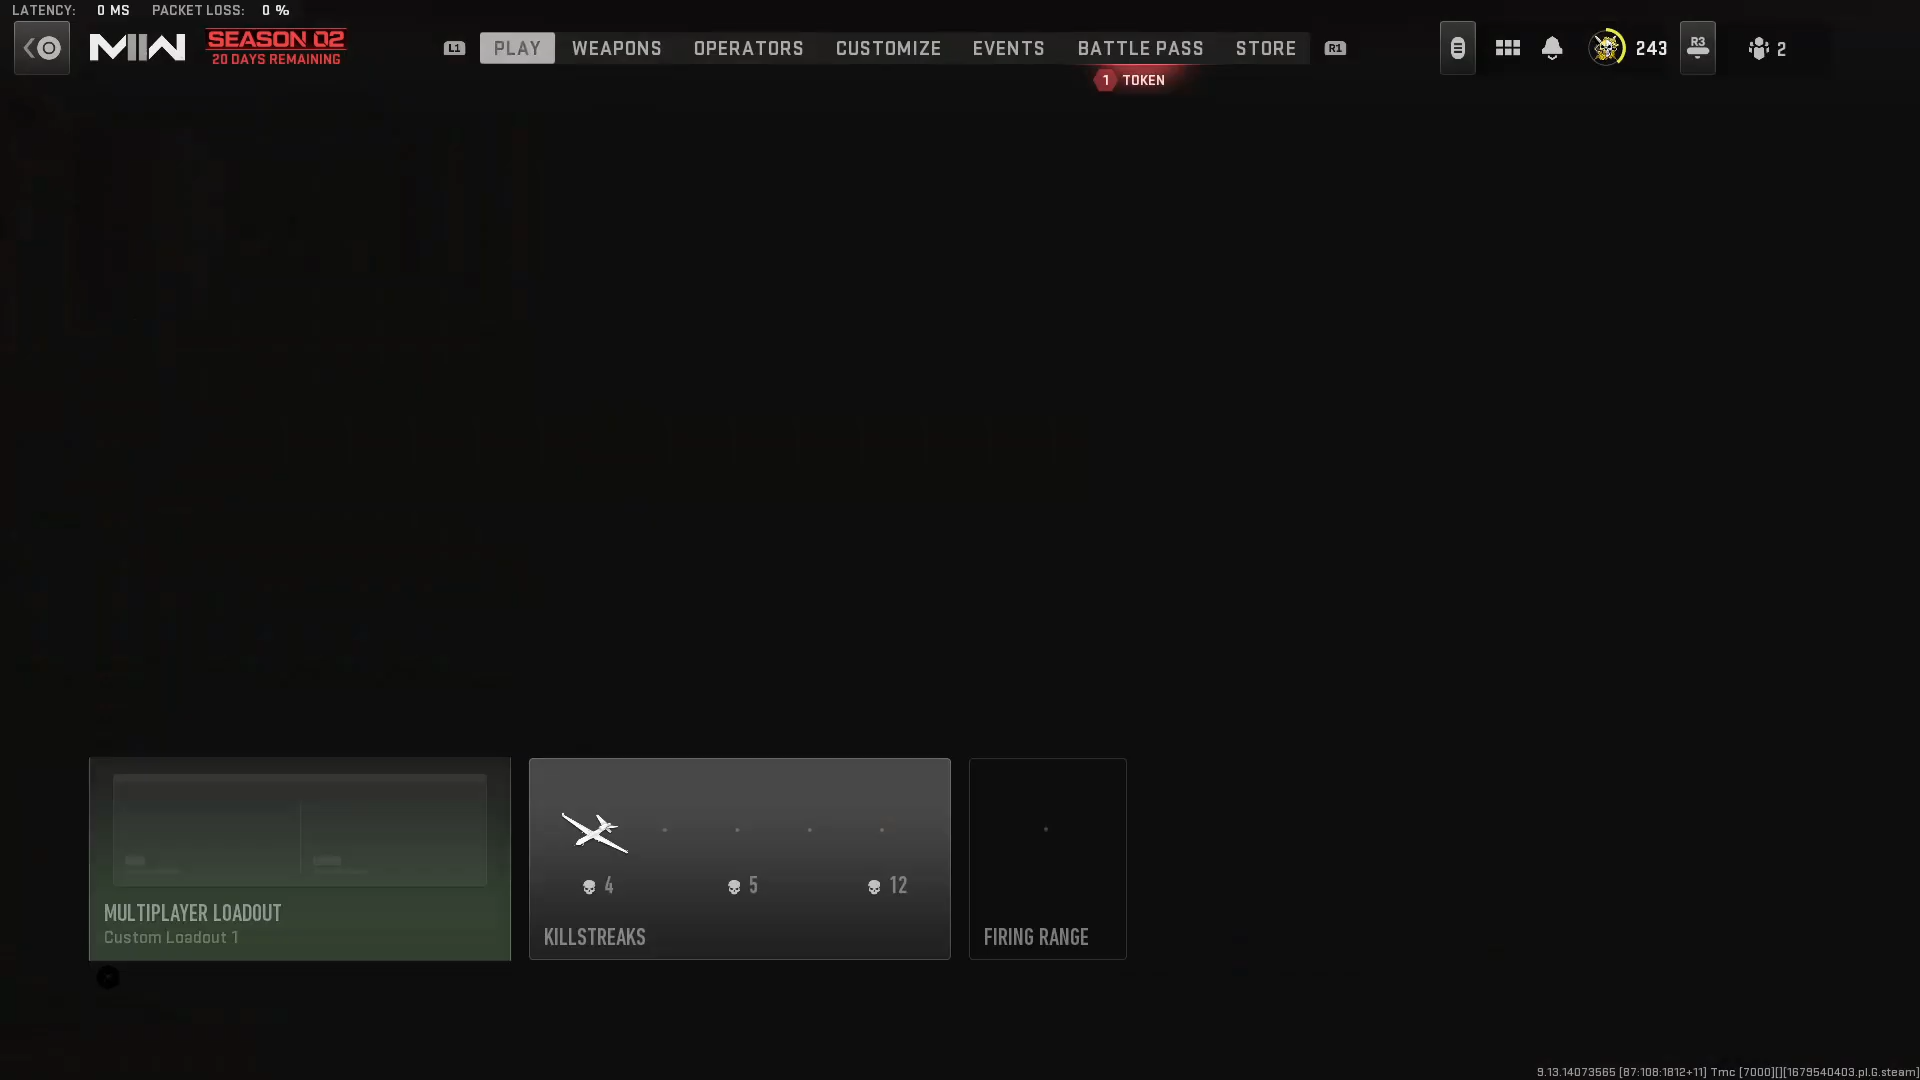 LATENCY: 0 MS PACKET LOSS: 0 %
MWII SEASON 02 L1 PLAY WEAPONS OPERATORS CUSTOMIZE EVENTS BATTLE PASS STORE R1 243 R3 2
20 DAYS REMAINING
1 TOKEN
4 5 12
MULTIPLAYER LOADOUT
Custom Loadout 1
KILLSTREAKS
FIRING RANGE
9.13.14073565 [87:108:1812+11] Tmc [7000][][1679540403.pl.G.steam]